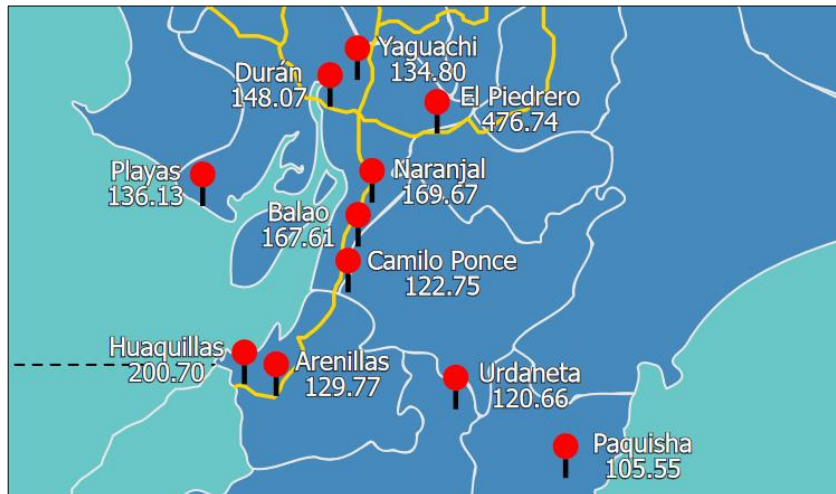 Yaguachi
134.80
Durán
148.07
El Piedrero
476.74
Playas
136.13
Naranjal
169.67
Balao
167.61
Camilo Ponce
122.75
Huaquillas
200.70
Arenillas
129.77
Urdaneta
120.66
Paquisha
105.55